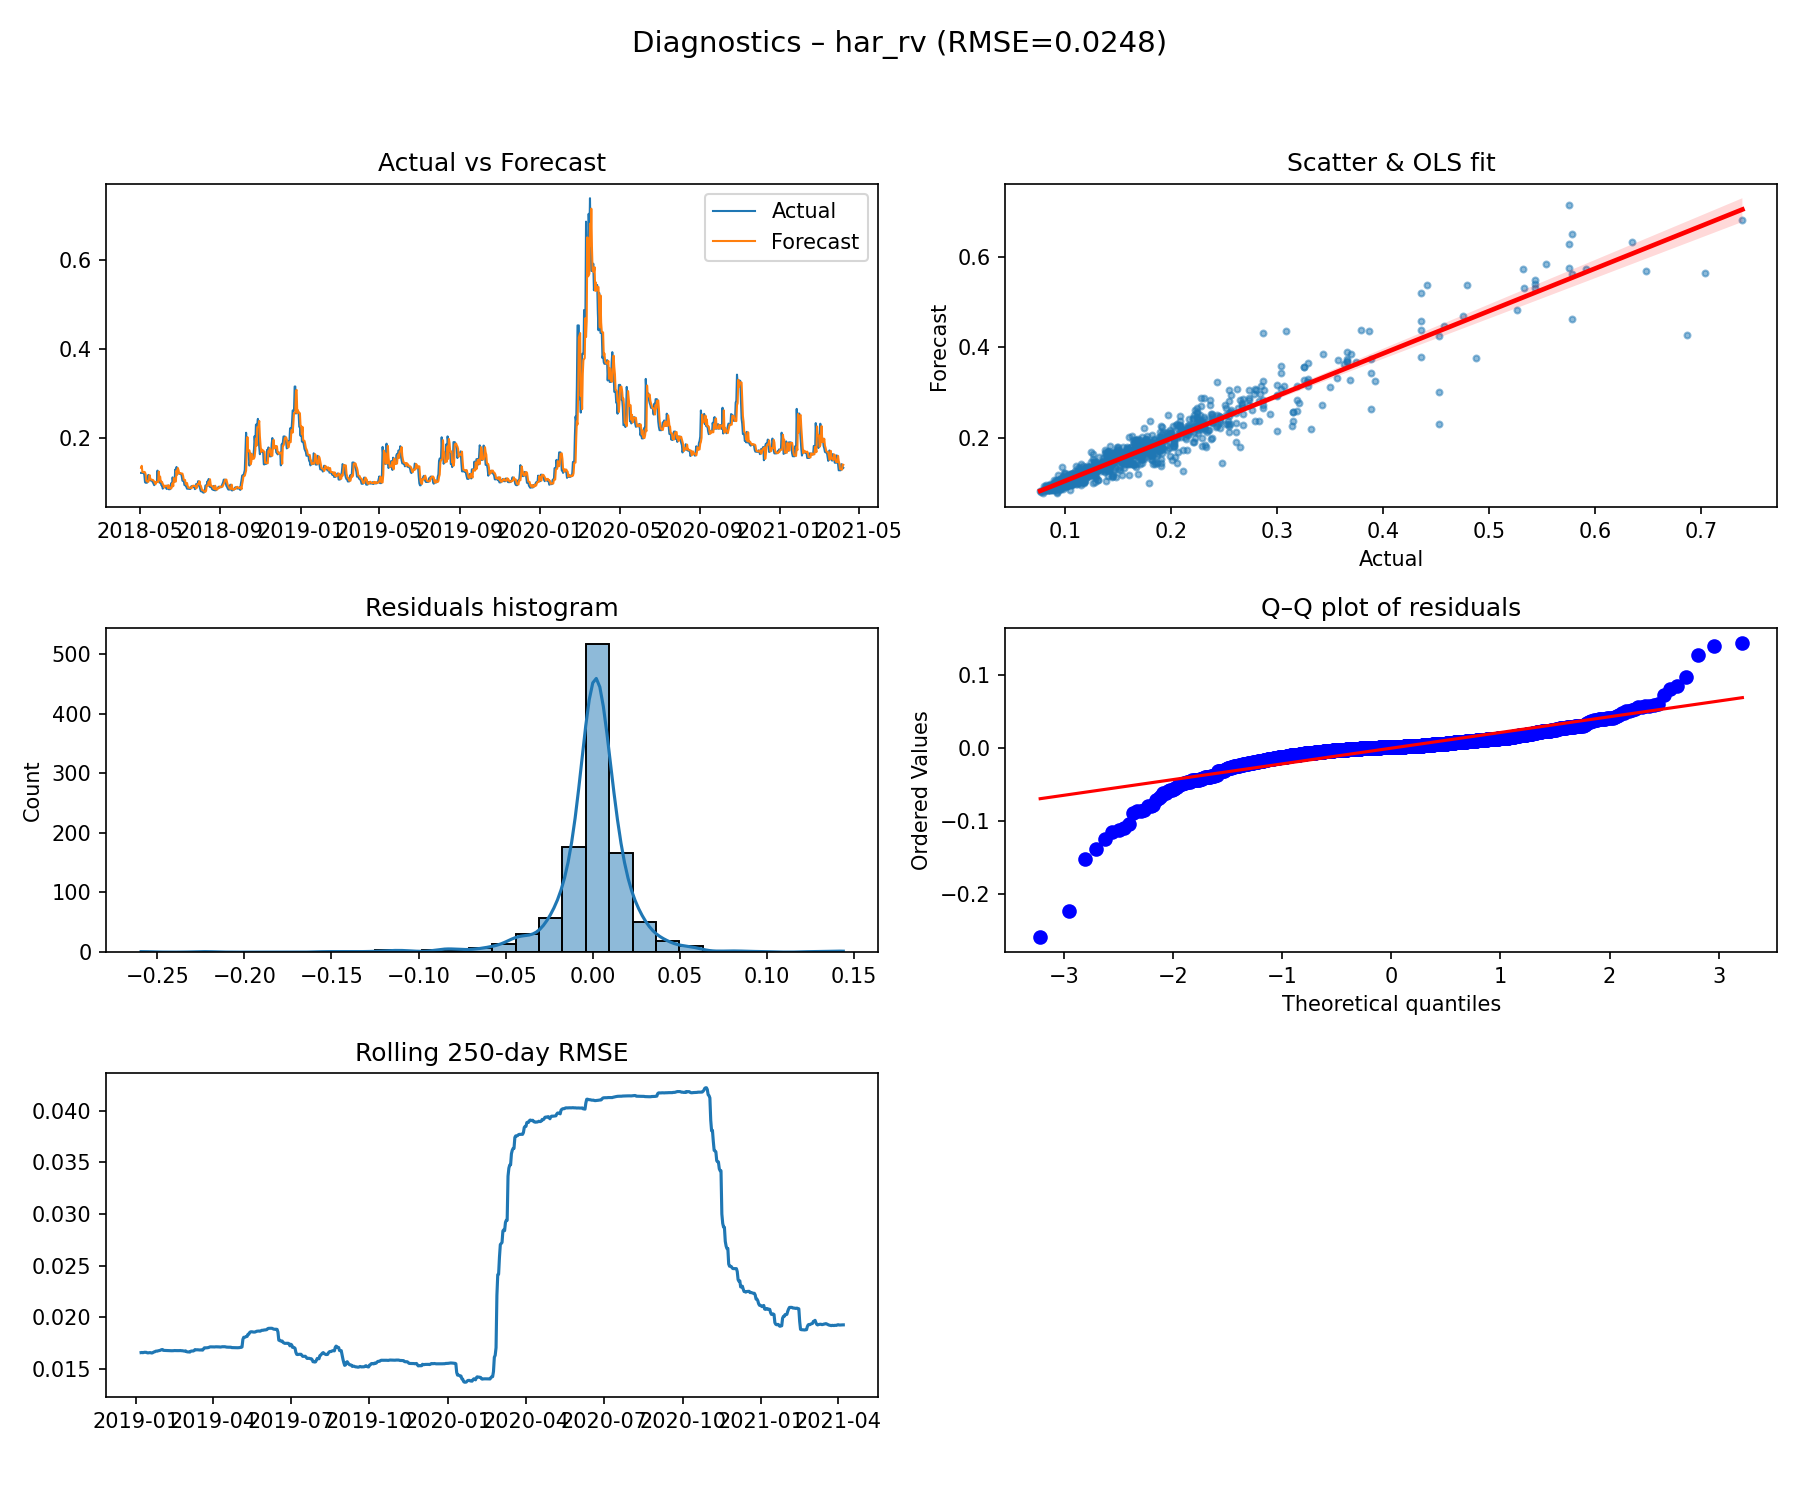 Diagnostics – har_rv (RMSE=0.0248)
Actual vs Forecast
Actual
Forecast
0.6
0.4
0.2
2018-05 2018-09 2019-01 2019-05 2019-09 2020-01 2020-05 2020-09 2021-01 2021-05
Scatter & OLS fit
Forecast
0.6
0.4
0.2
0.1 0.2 0.3 0.4 0.5 0.6 0.7
Actual
Residuals histogram
Count
500
400
300
200
100
0
−0.25 −0.20 −0.15 −0.10 −0.05 0.00 0.05 0.10 0.15
Q–Q plot of residuals
Ordered Values
0.1
0.0
−0.1
−0.2
−3 −2 −1 0 1 2 3
Theoretical quantiles
Rolling 250-day RMSE
0.040
0.035
0.030
0.025
0.020
0.015
2019-01 2019-04 2019-07 2019-10 2020-01 2020-04 2020-07 2020-10 2021-01 2021-04